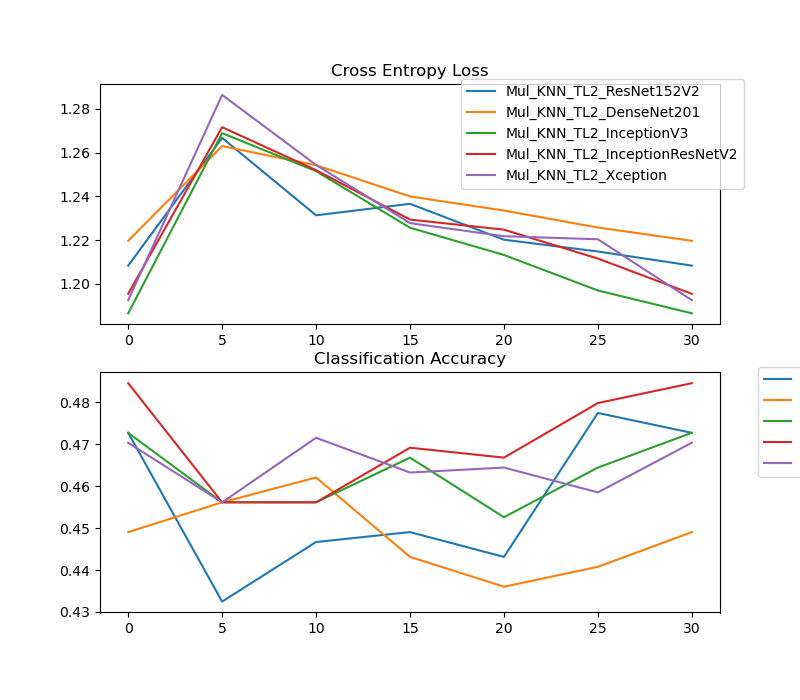 Cross Entropy Loss
Mul_KNN_TL2_ResNet152V2
Mul_KNN_TL2_DenseNet201
Mul_KNN_TL2_InceptionV3
Mul_KNN_TL2_InceptionResNetV2
Mul_KNN_TL2_Xception
1.28
1.26
1.24
1.22
1.20
0 5 10 15 20 25 30
Classification Accuracy
0.48
0.47
0.46
0.45
0.44
0.43
0 5 10 15 20 25 30